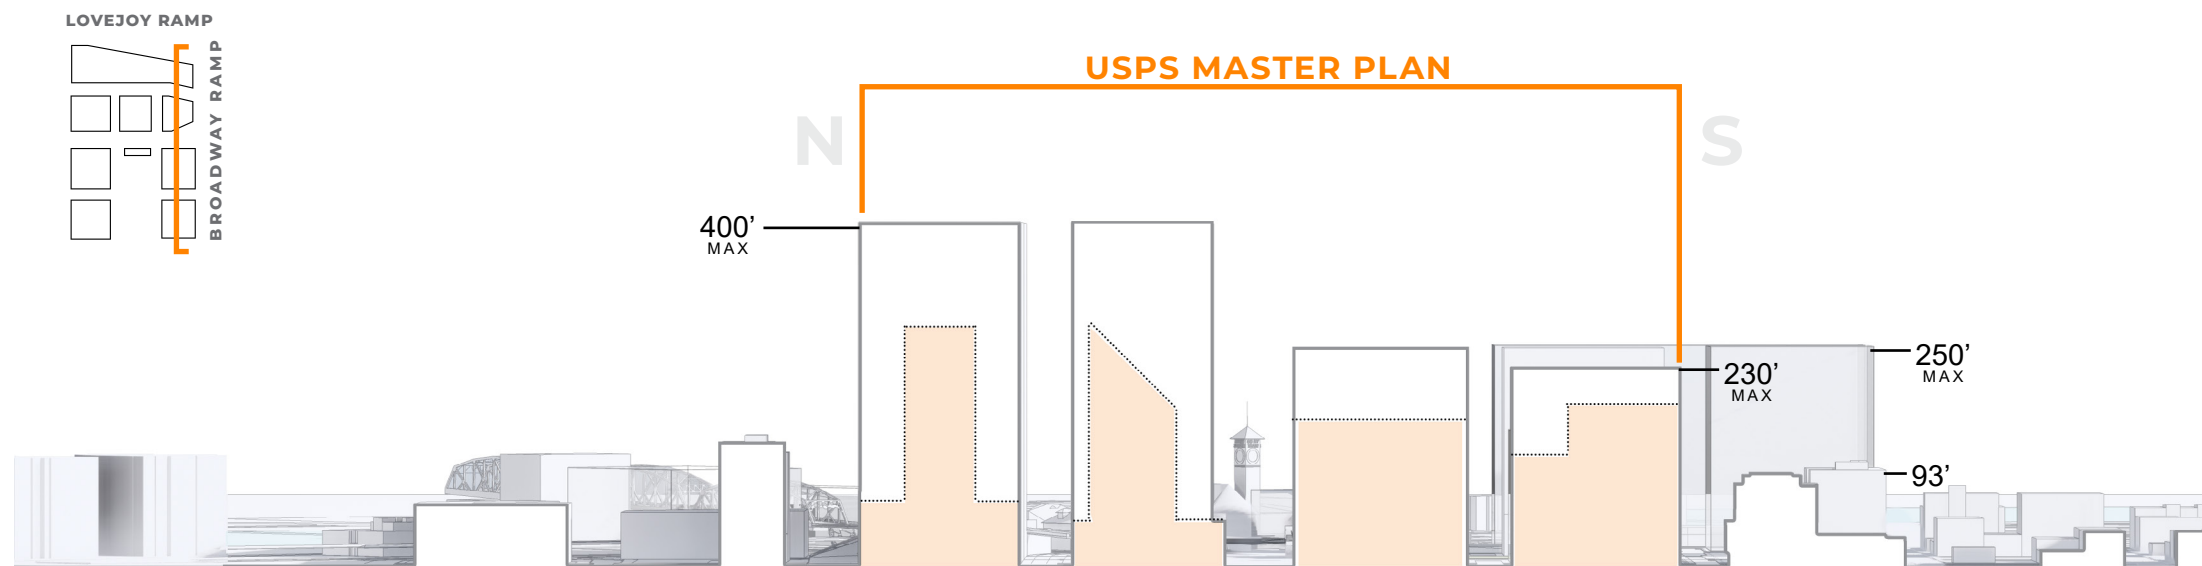 LOVEJOY RAMP
BROADWAY RAMP
USPS MASTER PLAN
N
S
400’
MAX
250’
MAX
230’
MAX
93’